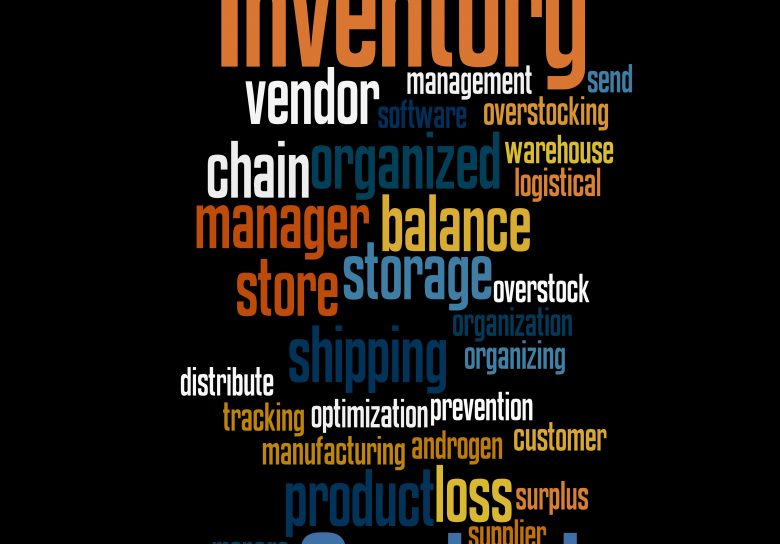 inventory
vendor management send
software overstocking
chain organized warehouse
logistical
manager balance
store storage overstock
organization
shipping organizing
distribute
tracking optimization prevention
manufacturing androgen customer
product loss surplus
supplier